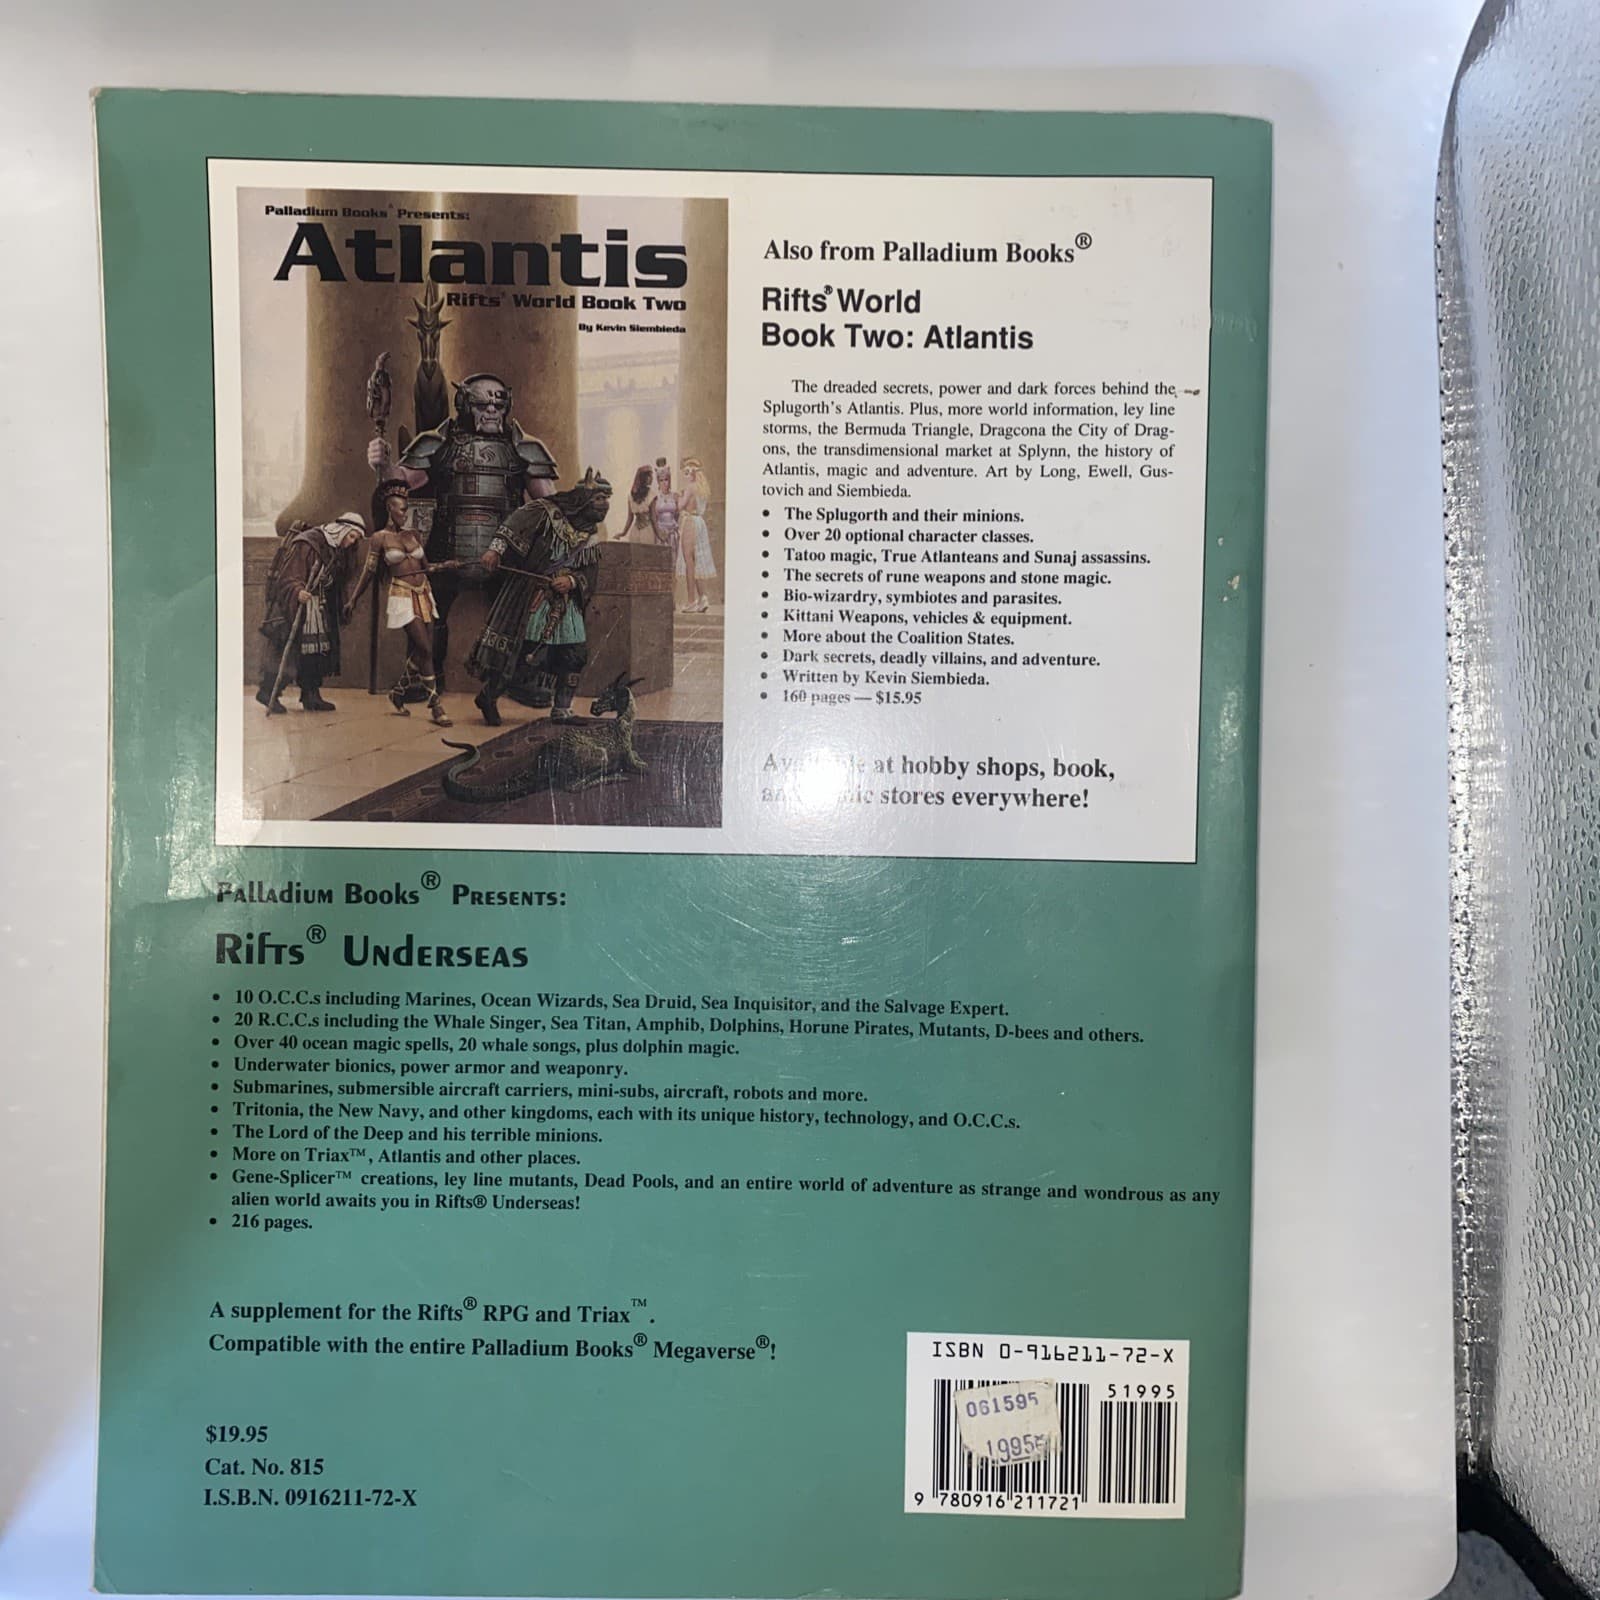 Palladium Books® Presents:
Atlantis
Rifts® World Book Two
By Kevin Siembieda
Also from Palladium Books®
Rifts® World
Book Two: Atlantis
The dreaded secrets, power and dark forces behind the
Splugorth's Atlantis. Plus, more world information, ley line
storms, the Bermuda Triangle, Dragcona the City of Drag-
ons, the transdimensional market at Splynn, the history of
Atlantis, magic and adventure. Art by Long, Ewell, Gus-
tovich and Siembieda.
• The Splugorth and their minions.
• Over 20 optional character classes.
• Tatoo magic, True Atlanteans and Sunaj assassins.
• The secrets of rune weapons and stone magic.
• Bio-wizardry, symbiotes and parasites.
• Kittani Weapons, vehicles & equipment.
• More about the Coalition States.
• Dark secrets, deadly villains, and adventure.
• Written by Kevin Siembieda.
• 160 pages — $15.95
at hobby shops, book,
stores everywhere!
Palladium Books® Presents:
Rifts® Underseas
• 10 O.C.C.s including Marines, Ocean Wizards, Sea Druid, Sea Inquisitor, and the Salvage Expert.
• 20 R.C.C.s including the Whale Singer, Sea Titan, Amphib, Dolphins, Horune Pirates, Mutants, D-bees and others.
• Over 40 ocean magic spells, 20 whale songs, plus dolphin magic.
• Underwater bionics, power armor and weaponry.
• Submarines, submersible aircraft carriers, mini-subs, aircraft, robots and more.
• Tritonia, the New Navy, and other kingdoms, each with its unique history, technology, and O.C.C.s.
• The Lord of the Deep and his terrible minions.
• More on Triax™, Atlantis and other places.
• Gene-Splicer™ creations, ley line mutants, Dead Pools, and an entire world of adventure as strange and wondrous as any
alien world awaits you in Rifts® Underseas!
• 216 pages.
A supplement for the Rifts® RPG and Triax™.
Compatible with the entire Palladium Books® Megaverse®!
$19.95
Cat. No. 815
I.S.B.N. 0916211-72-X
ISBN 0-916211-72-X
51995
061595
9 780916 211721